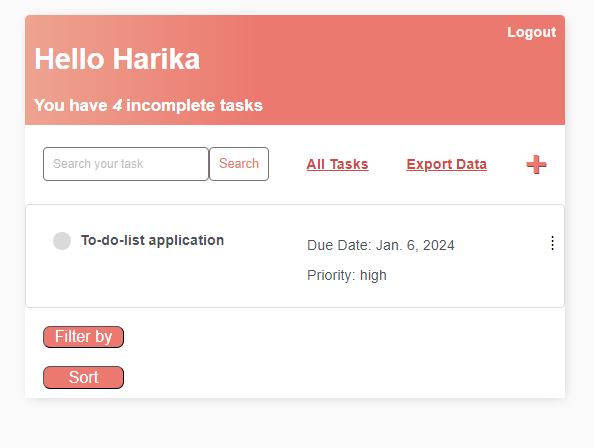 Logout
Hello Harika
You have 4 incomplete tasks
Search your task
Search
All Tasks
Export Data
To-do-list application
Due Date: Jan. 6, 2024
Priority: high
Filter by
Sort